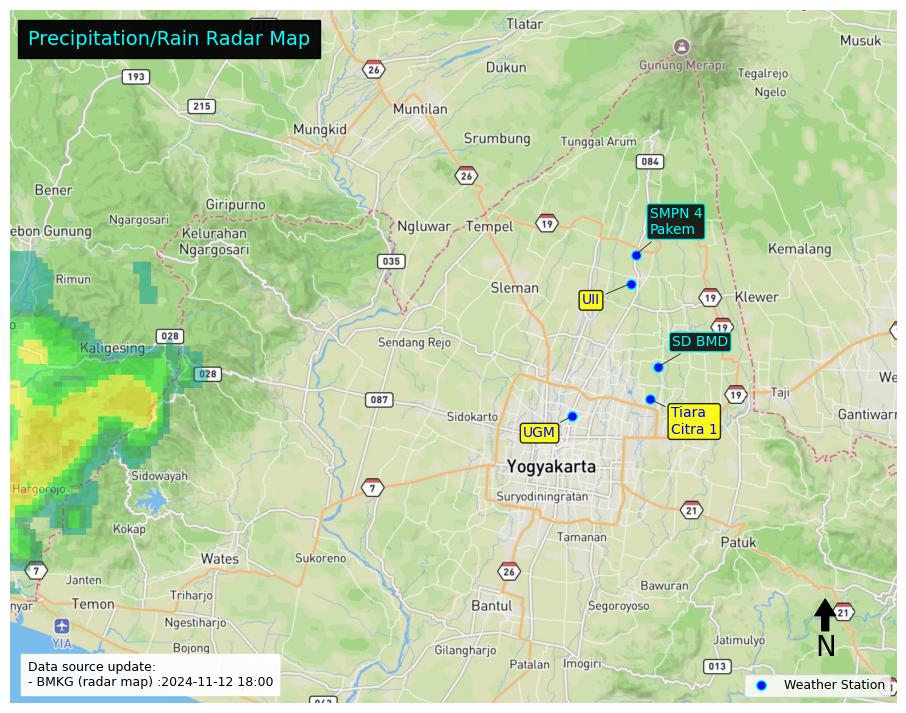 Precipitation/Rain Radar Map
Tlatar
Musuk
26
Gunung Merapi
193
Dukun
Tegalrejo
Ngelo
215
Muntilan
Mungkid
Srumbung
Tunggal Arum
084
26
Bener
Giripurno
Ngargosari
SMPN 4
Pakem
ebon Gunung
Kelurahan
Ngargosari
Ngluwar
Tempel
26
Kemalang
035
Rimun
Sleman
UII
19
Klewer
19
028
Kaligesing
Sendang Rejo
SD BMD
028
We
087
19
Taji
Sidokarto
Tiara
Citra 1
Gantiwarn
UGM
Yogyakarta
Sidowayah
Hargorojo
7
Suryodiningratan
21
Kokap
Tamanan
Patuk
Wates
Sukoreno
7
Janten
26
Bawuran
nyar
Temon
Triharjo
Bantul
Segoroyoso
21
Ngestiharjo
YIA
Bojong
Gilangharjo
Jatimulyo
N
Data source update:
- BMKG (radar map) :2024-11-12 18:00
Patalan
Imogiri
013
Weather Station